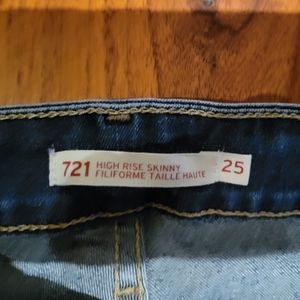 721 HIGH RISE SKINNY 25
FILIFORME TAILLE HAUTE